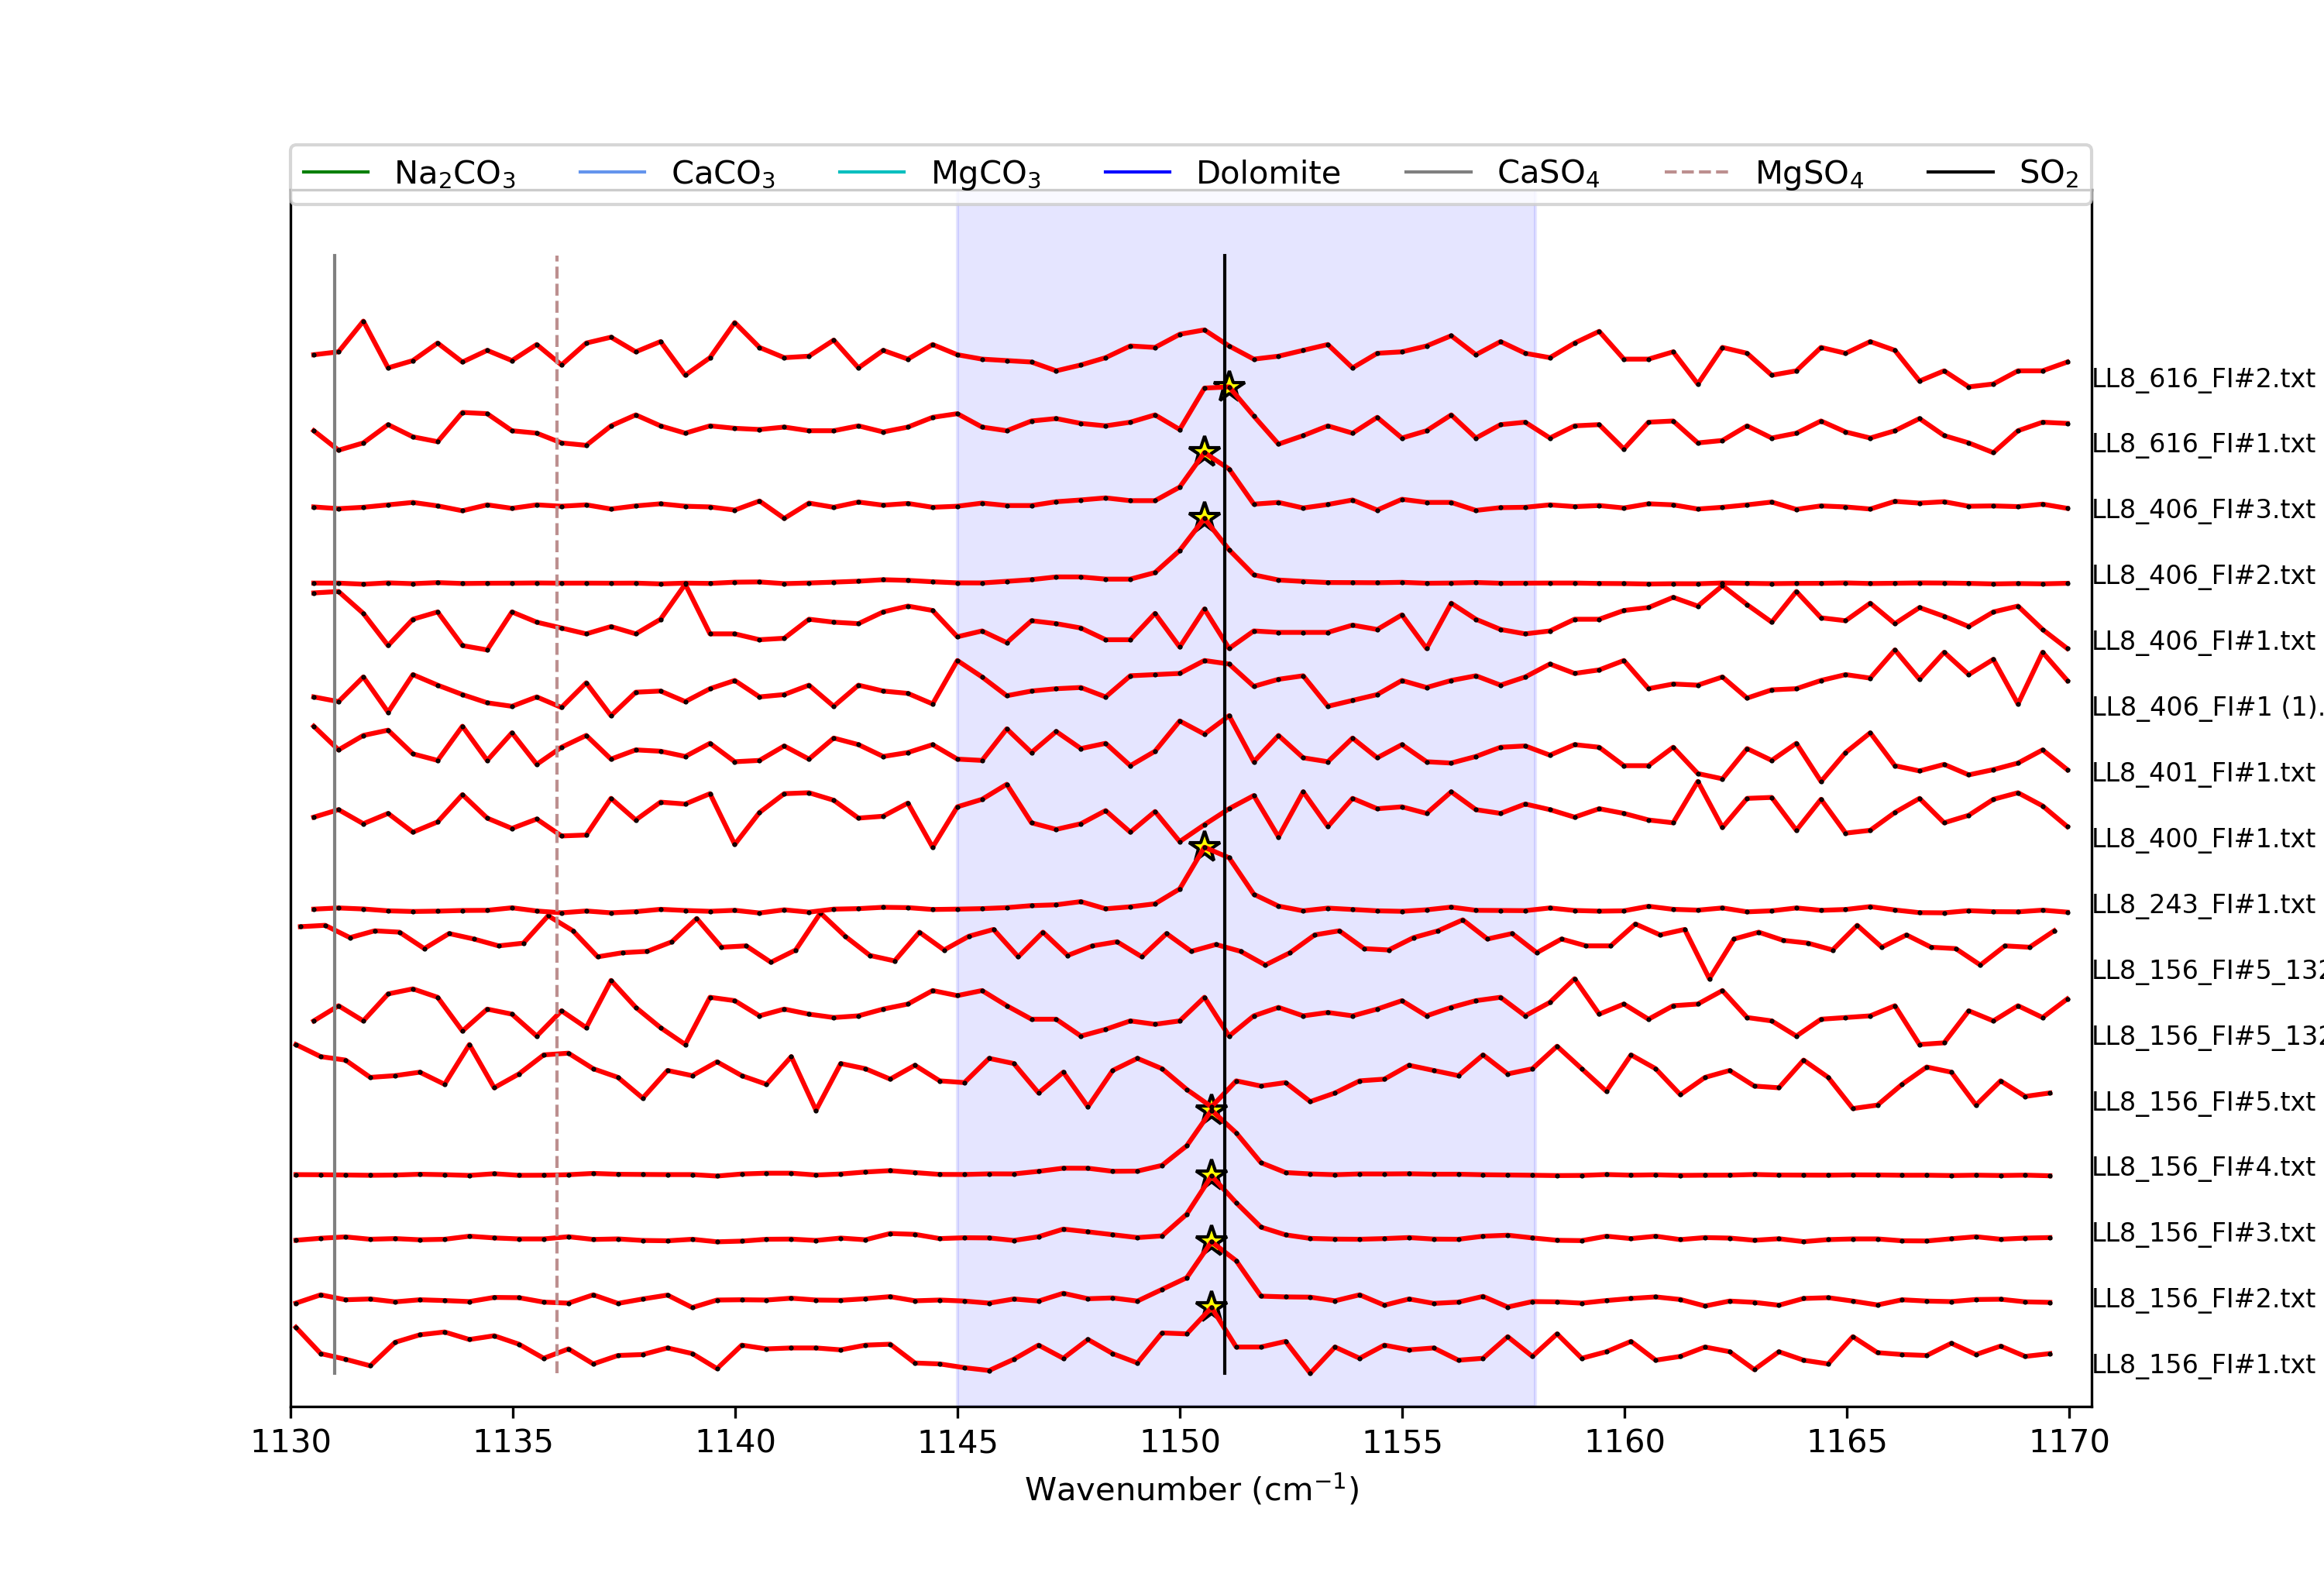 Na₂CO₃ CaCO₃ MgCO₃ Dolomite CaSO₄ MgSO₄ SO₂
LL8_616_FI#2.txt
LL8_616_FI#1.txt
LL8_406_FI#3.txt
LL8_406_FI#2.txt
LL8_406_FI#1.txt
LL8_406_FI#1 (1).
LL8_401_FI#1.txt
LL8_400_FI#1.txt
LL8_243_FI#1.txt
LL8_156_FI#5_132
LL8_156_FI#5_132
LL8_156_FI#5.txt
LL8_156_FI#4.txt
LL8_156_FI#3.txt
LL8_156_FI#2.txt
LL8_156_FI#1.txt
1130 1135 1140 1145 1150 1155 1160 1165 1170
Wavenumber (cm⁻¹)